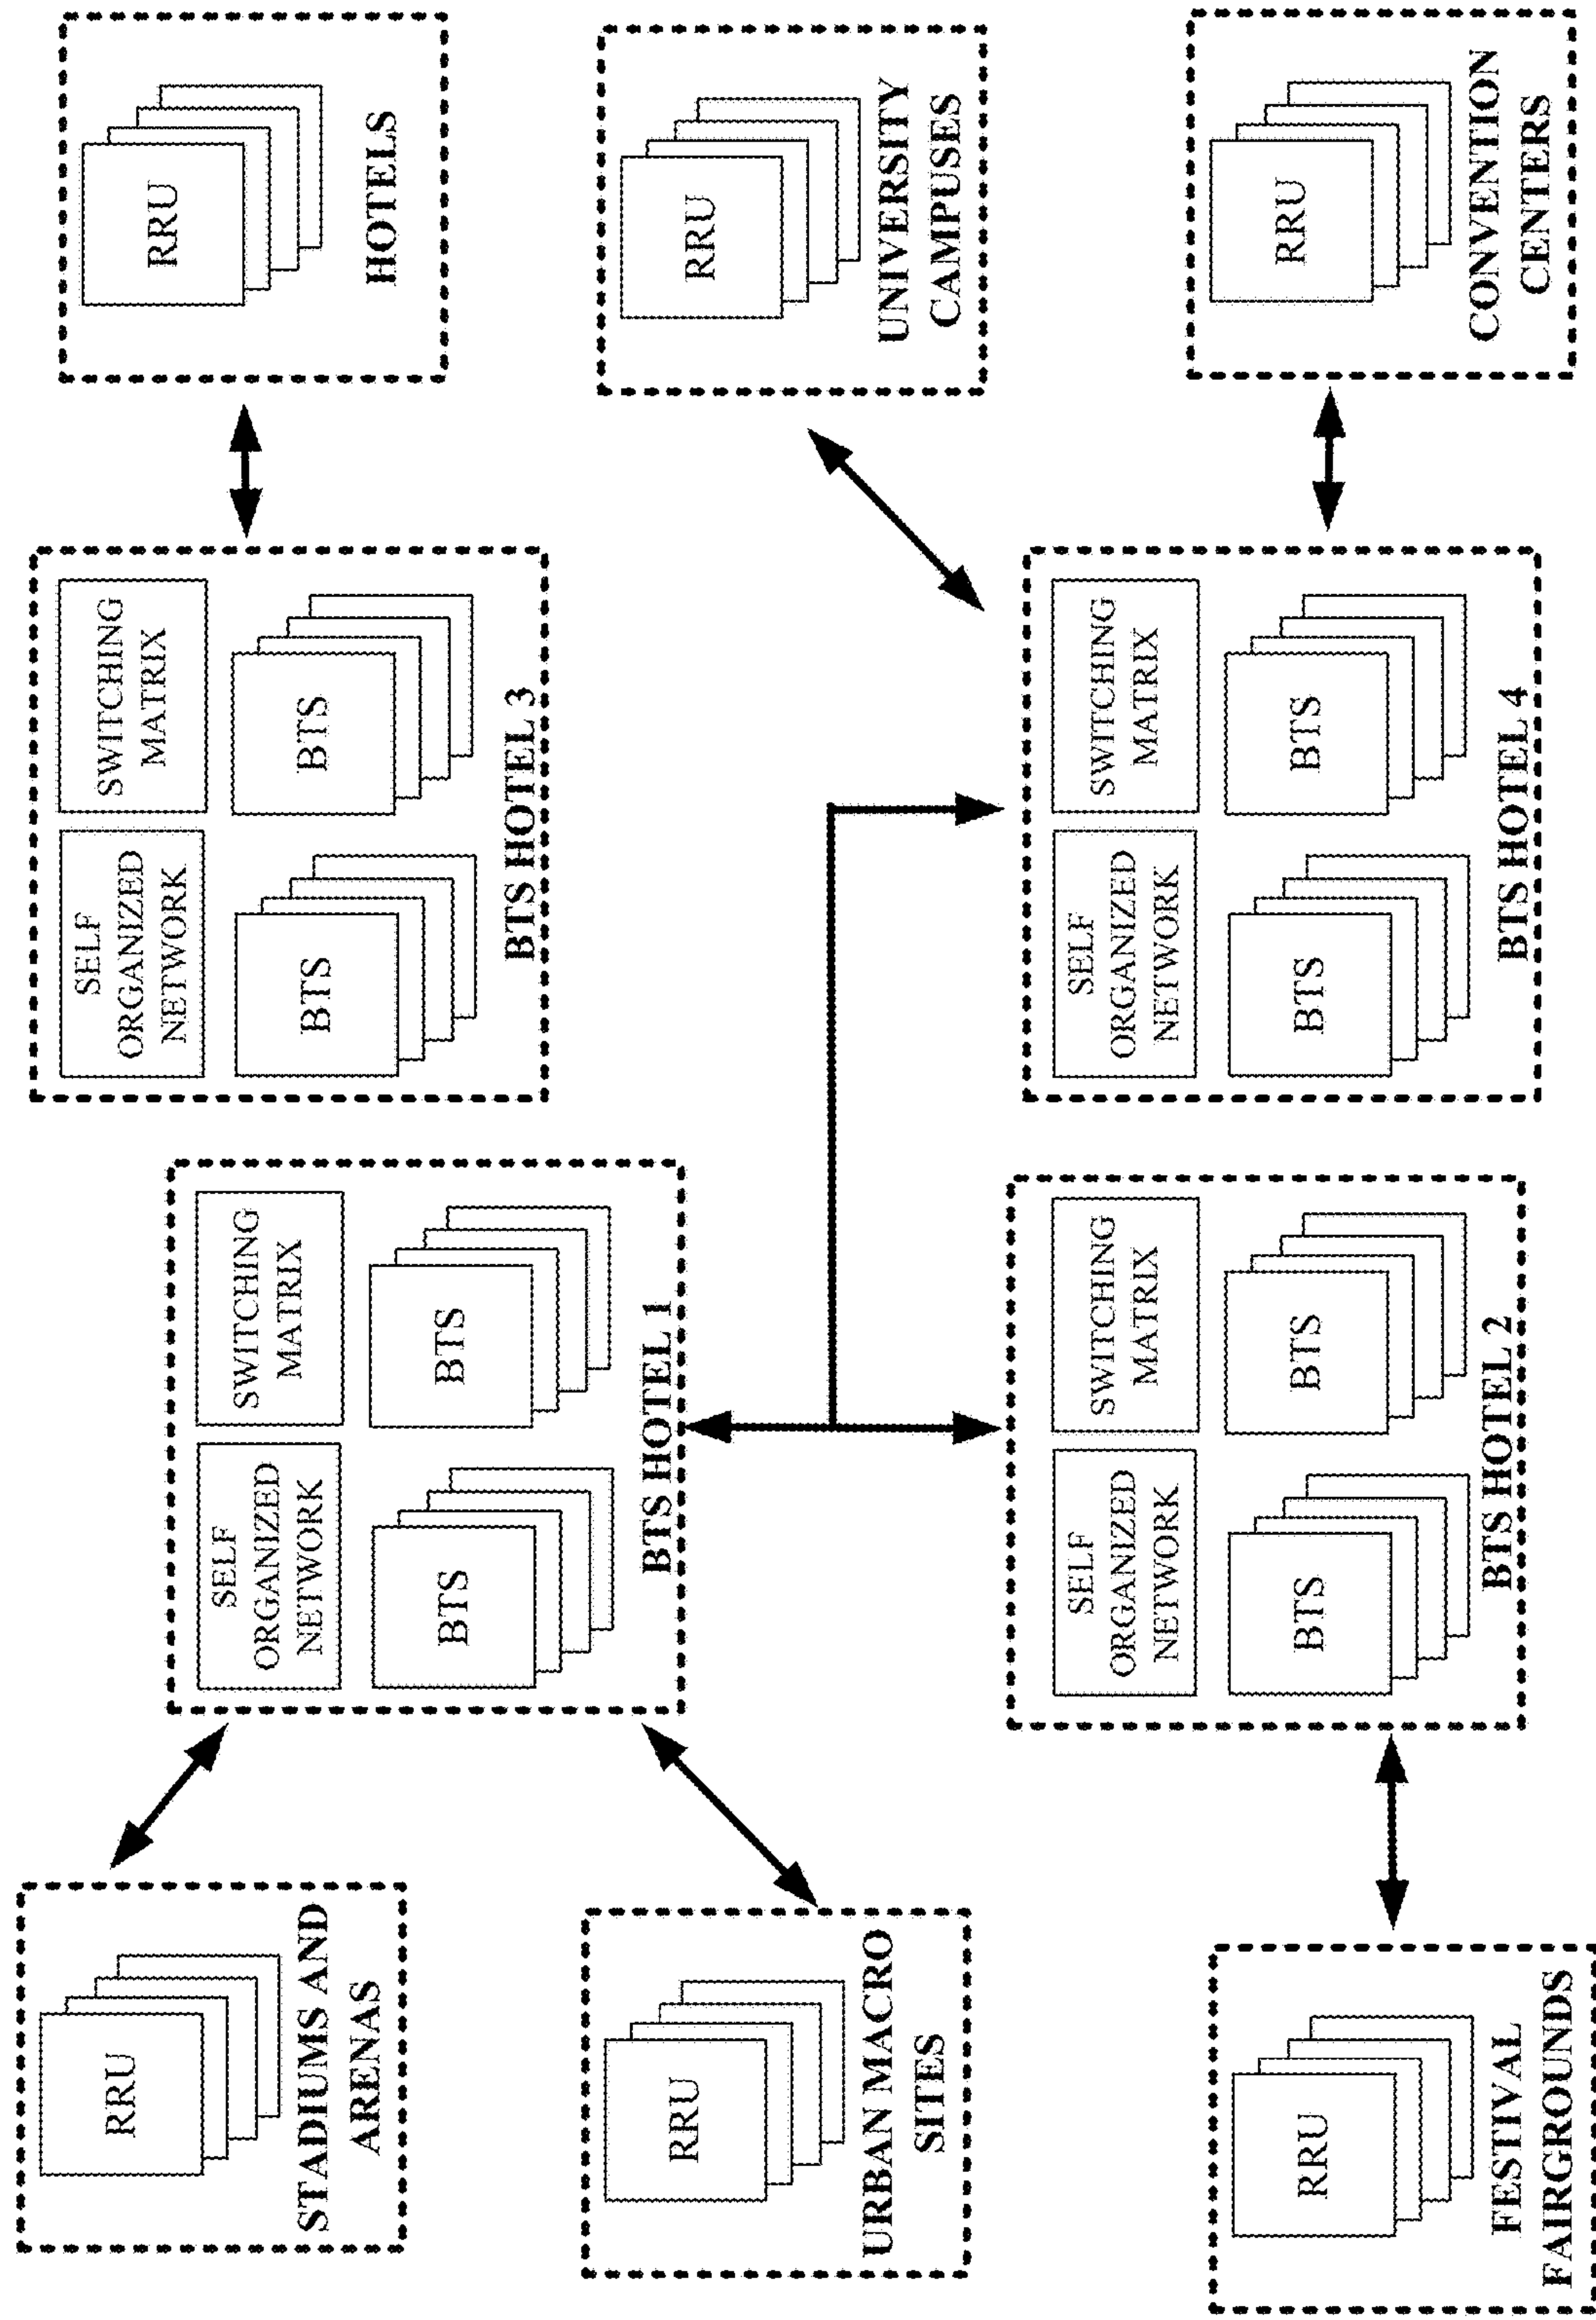 RRU
STADIUMS AND
ARENAS
SELF
ORGANIZED
NETWORK
SWITCHING
MATRIX
BTS
BTS
BTS HOTEL 1
SELF
ORGANIZED
NETWORK
SWITCHING
MATRIX
BTS
BTS
BTS HOTEL 3
RRU
HOTELS
RRU
URBAN MACRO
SITES
RRU
UNIVERSITY
CAMPUSES
RRU
FESTIVAL
FAIRGROUNDS
SELF
ORGANIZED
NETWORK
SWITCHING
MATRIX
BTS
BTS
BTS HOTEL 2
SELF
ORGANIZED
NETWORK
SWITCHING
MATRIX
BTS
BTS
BTS HOTEL 4
RRU
CONVENTION
CENTERS